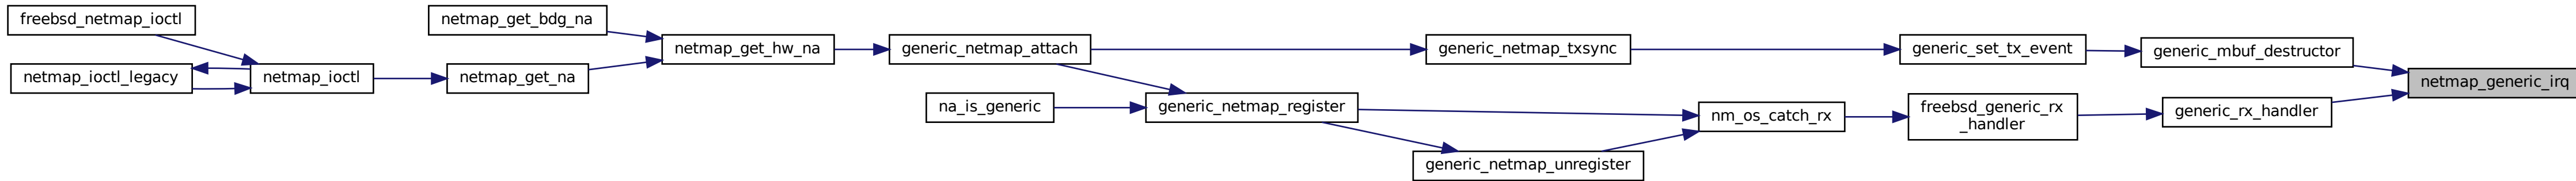 freebsd_netmap_ioctl
netmap_ioctl_legacy
netmap_ioctl
netmap_get_bdg_na
netmap_get_na
netmap_get_hw_na
generic_netmap_attach
na_is_generic
generic_netmap_register
generic_netmap_txsync
generic_netmap_unregister
nm_os_catch_rx
generic_set_tx_event
freebsd_generic_rx
_handler
generic_mbuf_destructor
generic_rx_handler
netmap_generic_irq